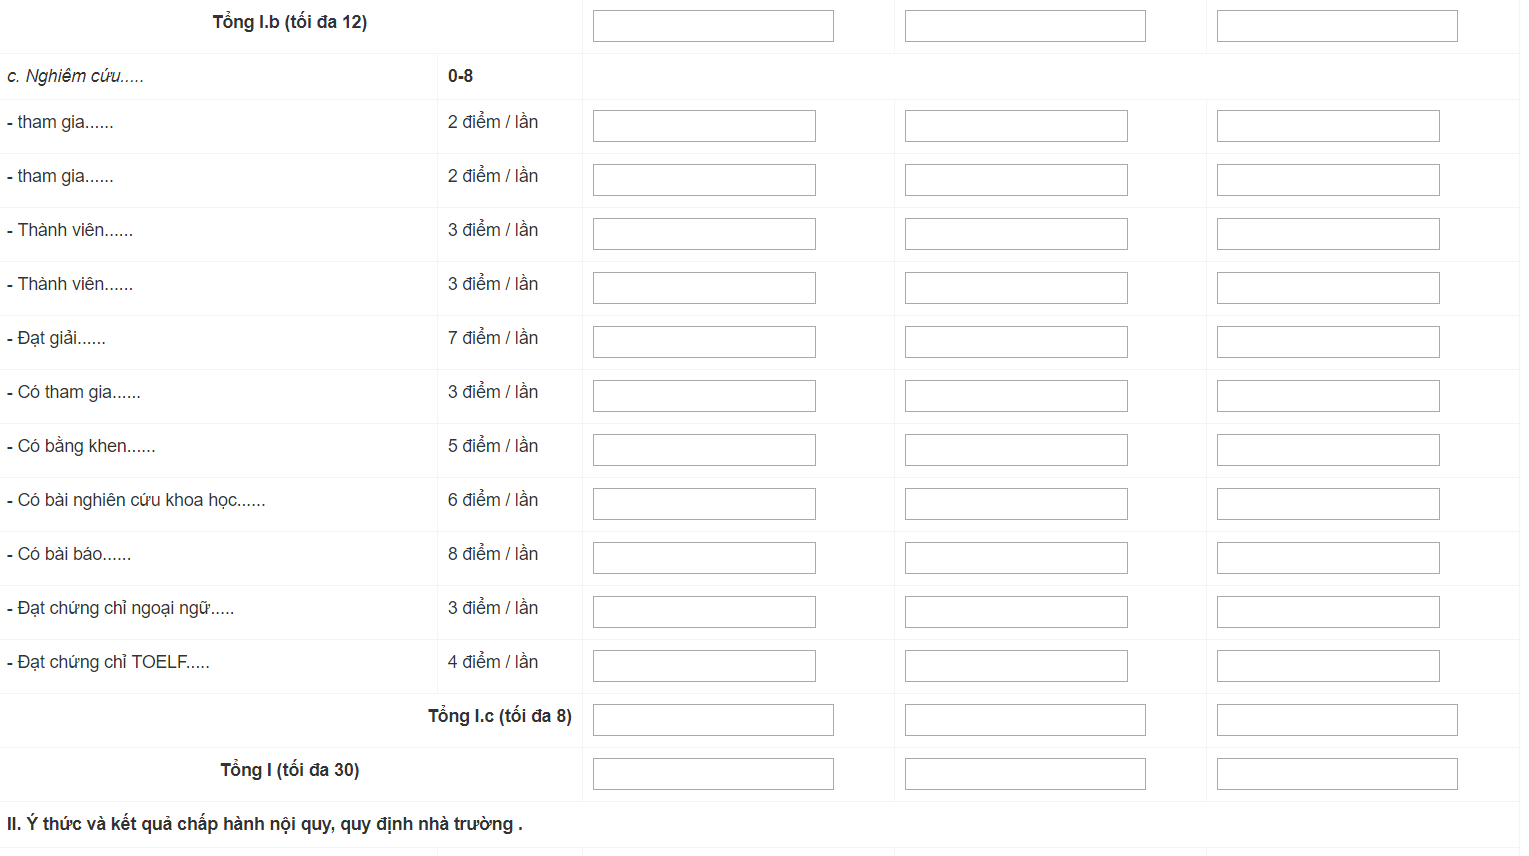 Tổng I.b (tối đa 12)
c. Nghiêm cứu..... 0-8
- tham gia...... 2 điểm / lần
- tham gia...... 2 điểm / lần
- Thành viên...... 3 điểm / lần
- Thành viên...... 3 điểm / lần
- Đạt giải...... 7 điểm / lần
- Có tham gia...... 3 điểm / lần
- Có bằng khen...... 5 điểm / lần
- Có bài nghiên cứu khoa học...... 6 điểm / lần
- Có bài báo...... 8 điểm / lần
- Đạt chứng chỉ ngoại ngữ..... 3 điểm / lần
- Đạt chứng chỉ TOELF..... 4 điểm / lần
Tổng I.c (tối đa 8)
Tổng I (tối đa 30)
II. Ý thức và kết quả chấp hành nội quy, quy định nhà trường .